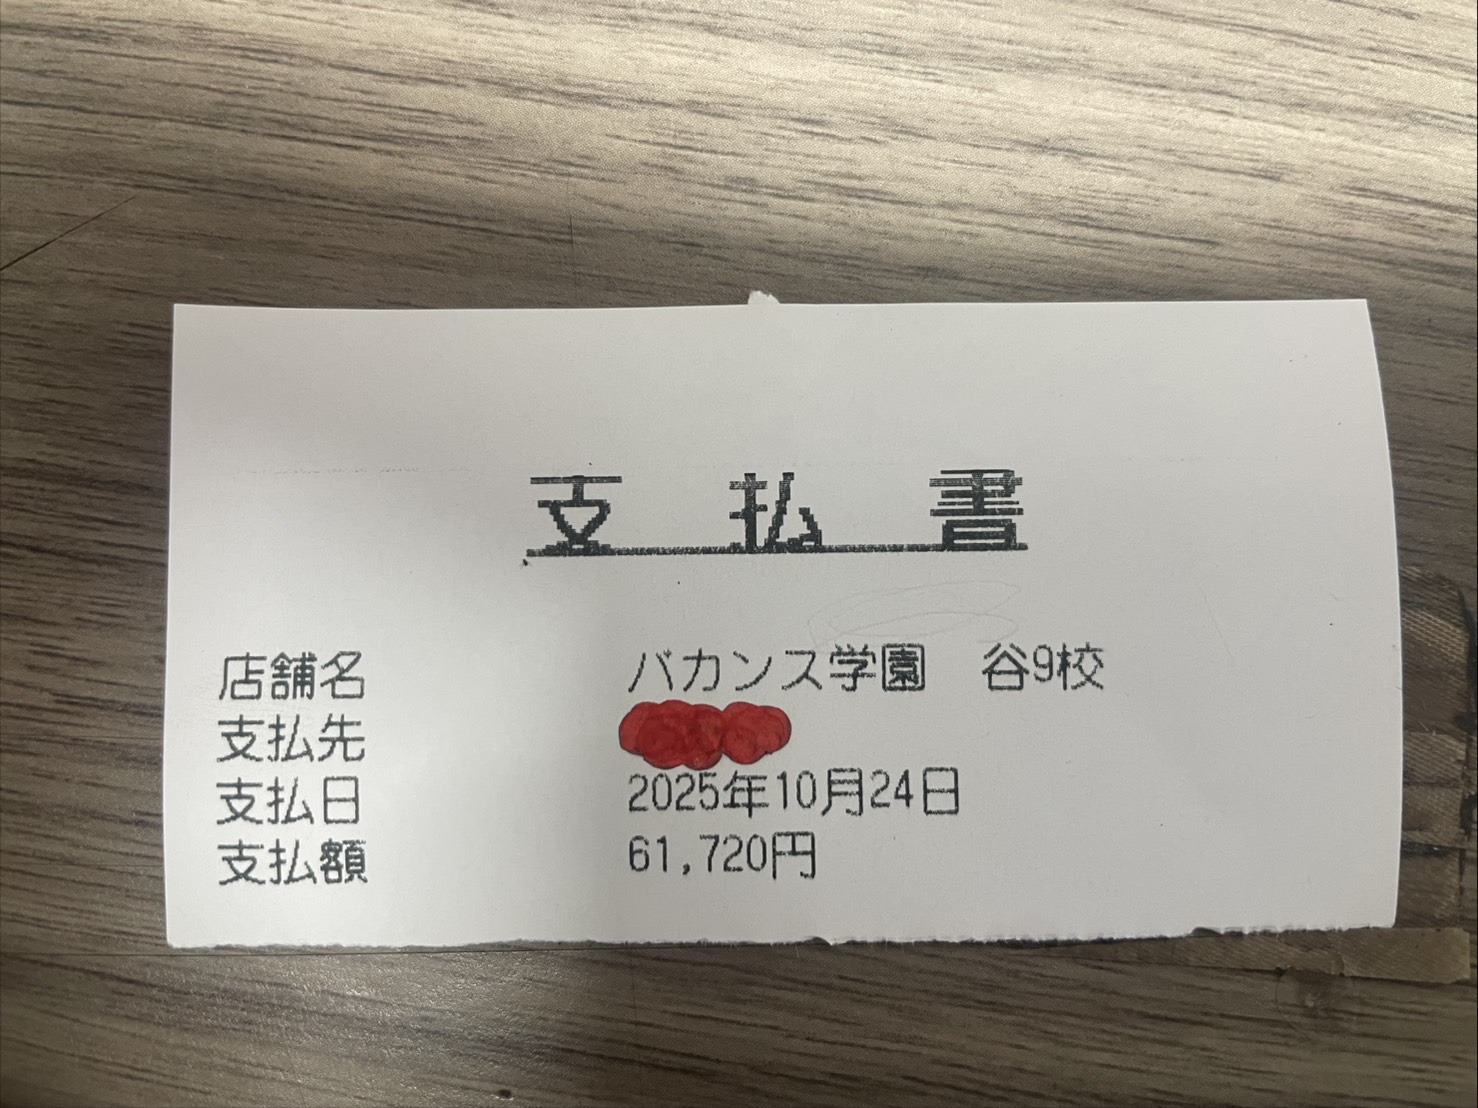 支払書
店舗名 バカンス学園 谷9校
支払先
支払日 2025年10月24日
支払額 61,720円